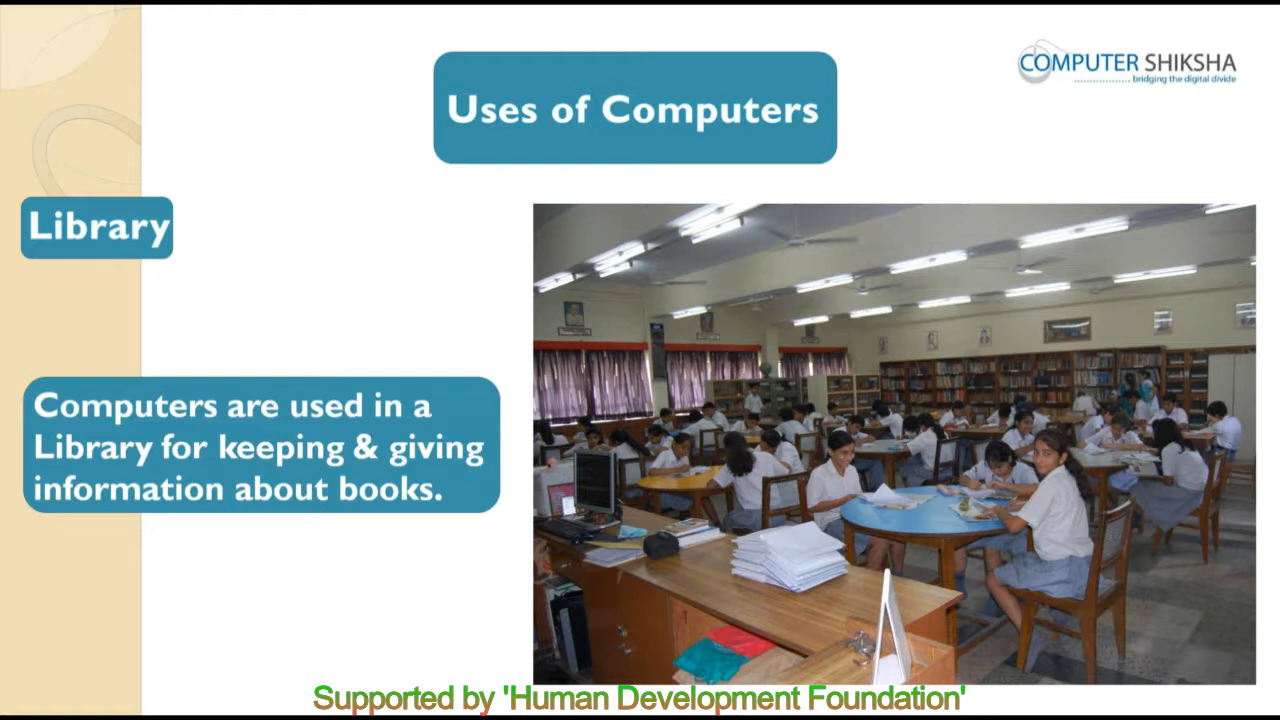 COMPUTER SHIKSHA
bridging the digital divide
Uses of Computers
Library
Computers are used in a
Library for keeping & giving
information about books.
Supported by 'Human Development Foundation'